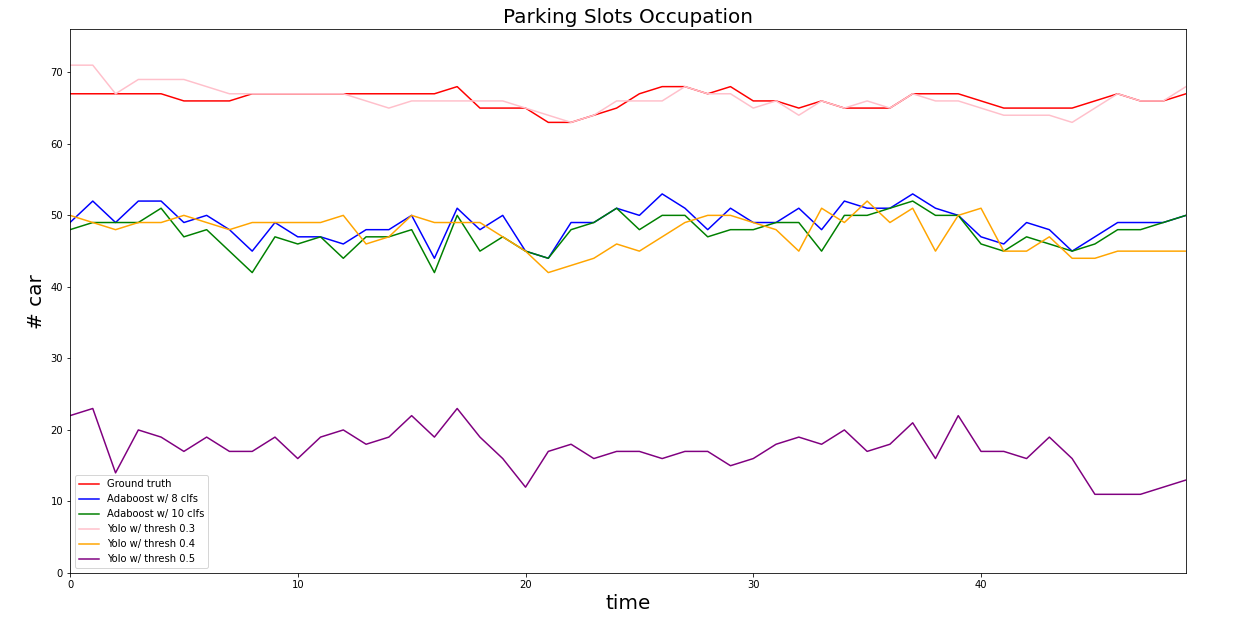 Parking Slots Occupation
# car
70
60
50
40
30
20
10
0
Ground truth
Adaboost w/ 8 clfs
Adaboost w/ 10 clfs
Yolo w/ thresh 0.3
Yolo w/ thresh 0.4
Yolo w/ thresh 0.5
0 10 20 30 40
time